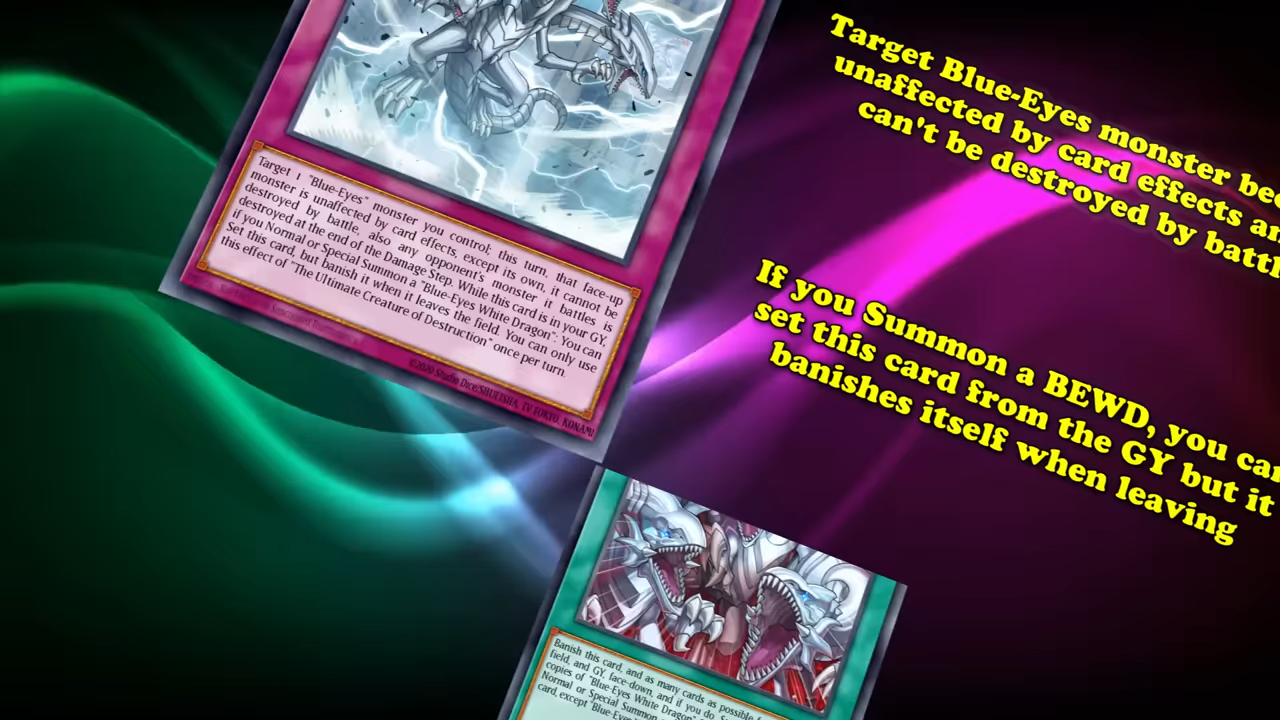 Target 1 "Blue-Eyes" monster you control; this turn, that face-up
monster is unaffected by card effects, except its own, it cannot be
destroyed by battle, also any opponent's monster it battles is
destroyed at the end of the Damage Step. While this card is in your GY,
if you Normal or Special Summon a "Blue-Eyes White Dragon": You can
Set this card, but banish it when it leaves the field. You can only use
this effect of "The Ultimate Creature of Destruction" once per turn.
©2020 Studio Dice/SHUEISHA, TV TOKYO, KONAMI
Target Blue-Eyes monster bec
unaffected by card effects an
can't be destroyed by battl
If you Summon a BEWD, you can
set this card from the GY but it
banishes itself when leaving
Banish this card, and as many cards as possible f
field, and GY, face-down, and if you do, S
copies of "Blue-Eyes White Dragon"
Normal or Special Summon
card, except "Blue-Eyes